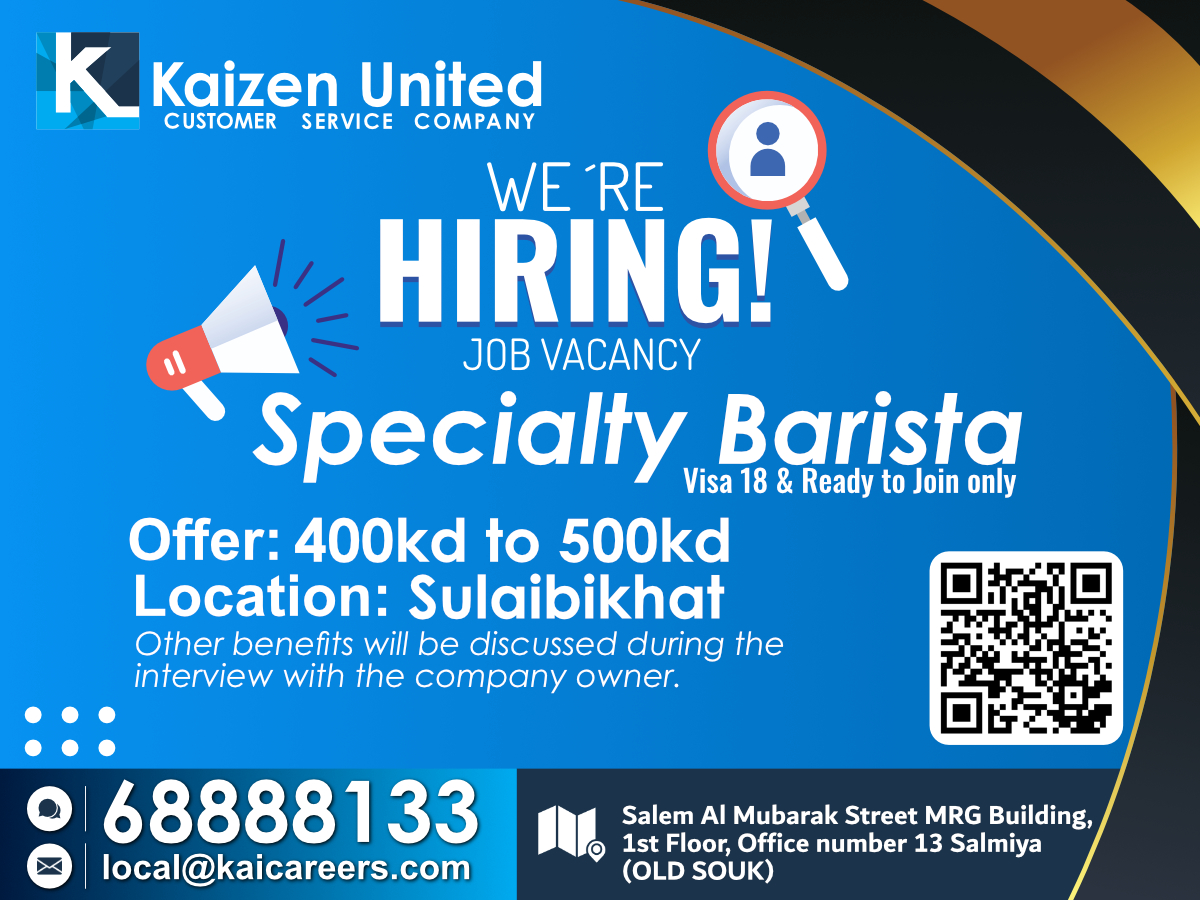 K
Kaizen United
CUSTOMER SERVICE COMPANY
WE ´RE
HIRING!
JOB VACANCY
Specialty Barista
Visa 18 & Ready to Join only
Offer: 400kd to 500kd
Location: Sulaibikhat
Other benefits will be discussed during the
interview with the company owner.
68888133
local@kaicareers.com
Salem Al Mubarak Street MRG Building,
1st Floor, Office number 13 Salmiya
(OLD SOUK)